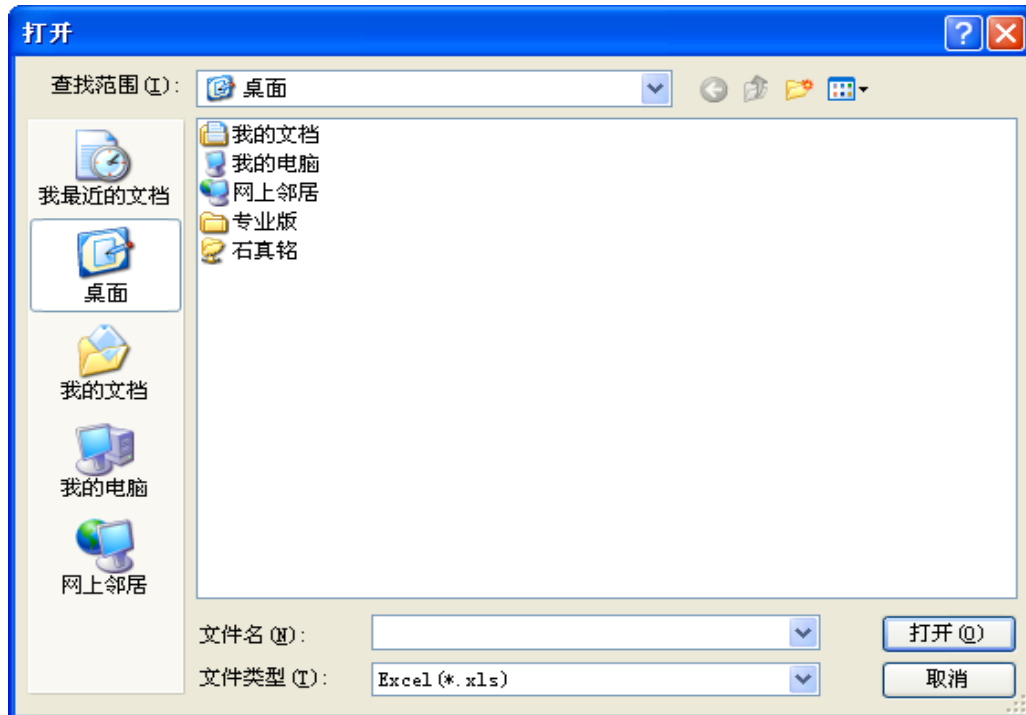 打开
查找范围(I):
桌面
我最近的文档
桌面
我的文档
我的电脑
网上邻居
我的文档
我的电脑
网上邻居
专业版
石真铭
文件名(N):
打开(O)
文件类型(T):
Excel(*.xls)
取消